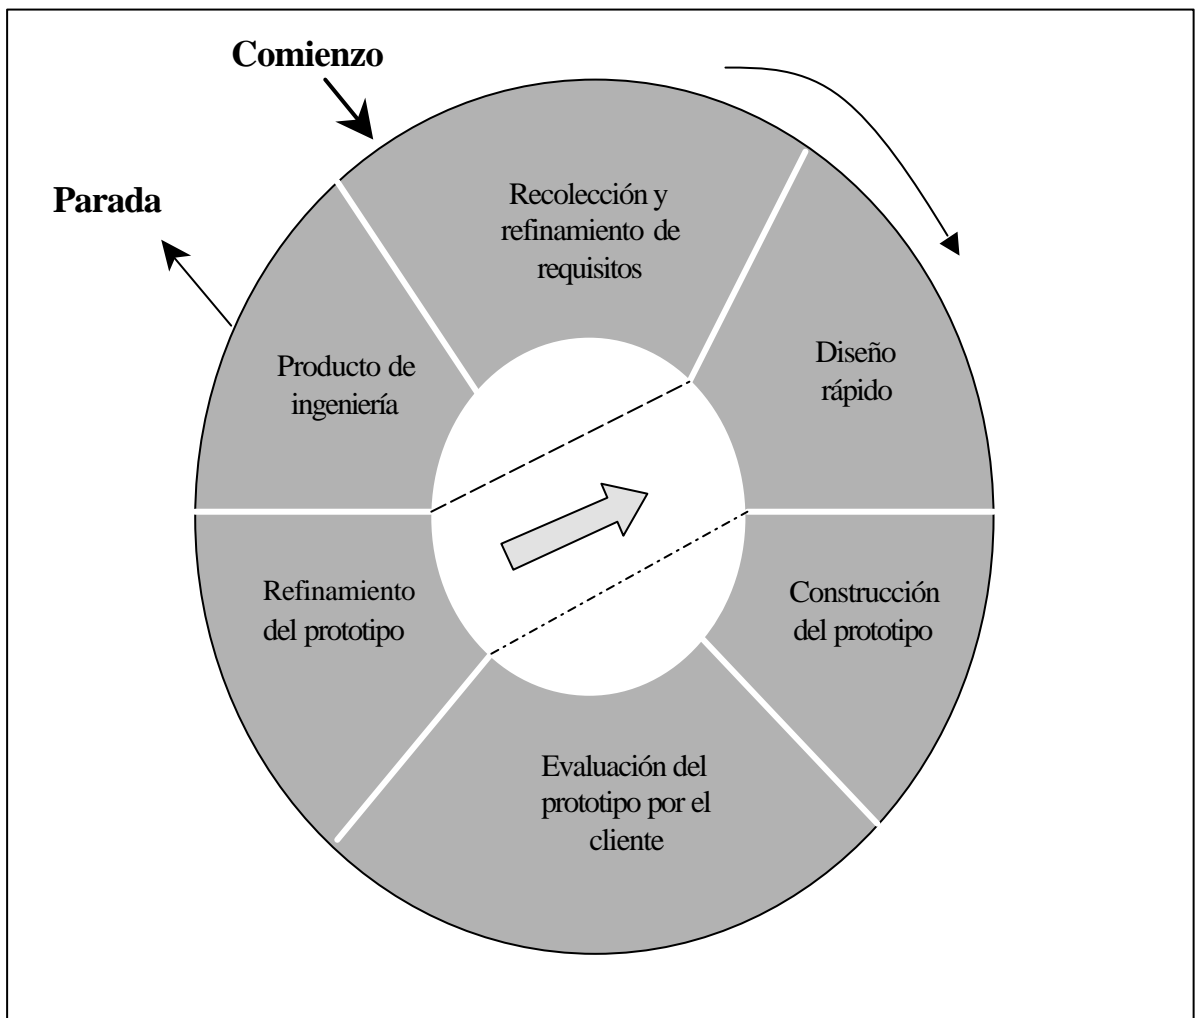 Comienzo
Parada
Recolección y
refinamiento de
requisitos
Diseño
rápido
Construcción
del prototipo
Evaluación del
prototipo por el
cliente
Refinamiento
del prototipo
Producto de
ingeniería